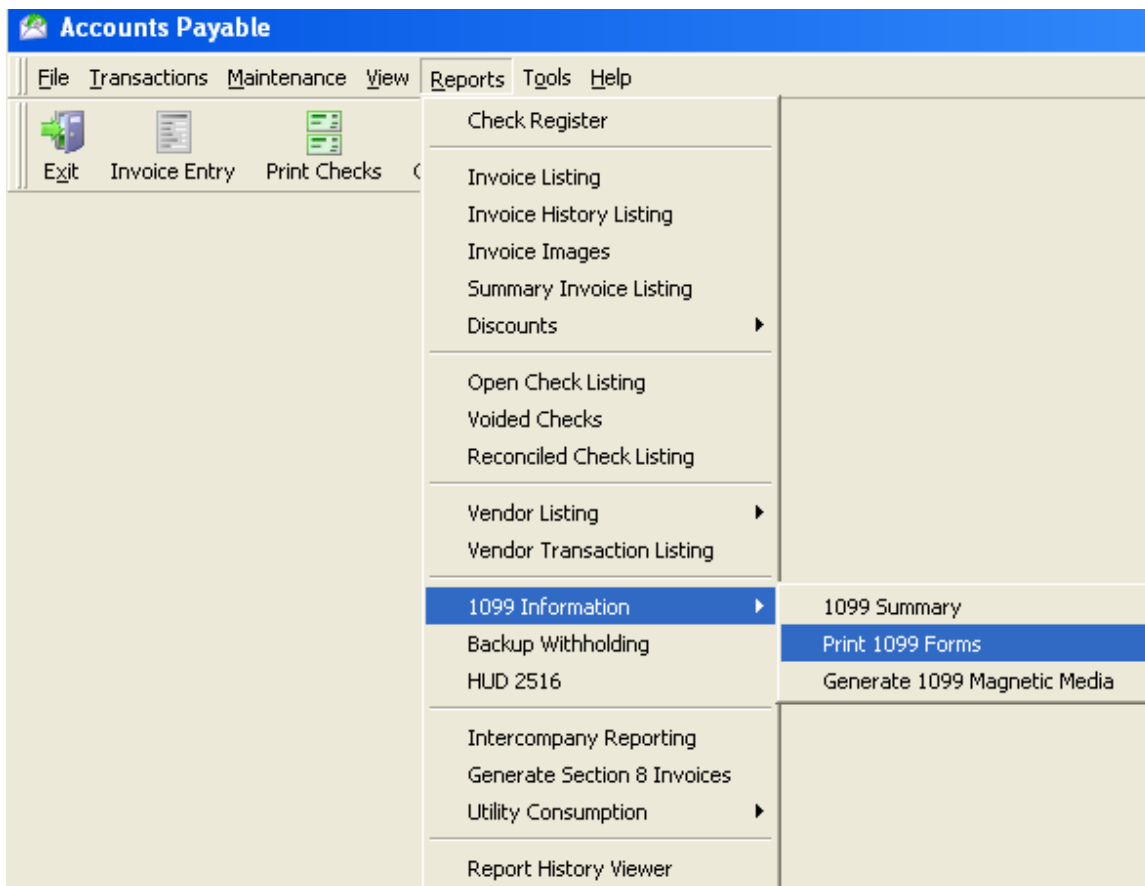 Accounts Payable
File Transactions Maintenance View Reports Tools Help
Exit Invoice Entry Print Checks
Check Register
Invoice Listing
Invoice History Listing
Invoice Images
Summary Invoice Listing
Discounts
Open Check Listing
Voided Checks
Reconciled Check Listing
Vendor Listing
Vendor Transaction Listing
1099 Information
1099 Summary
Backup Withholding
Print 1099 Forms
HUD 2516
Generate 1099 Magnetic Media
Intercompany Reporting
Generate Section 8 Invoices
Utility Consumption
Report History Viewer